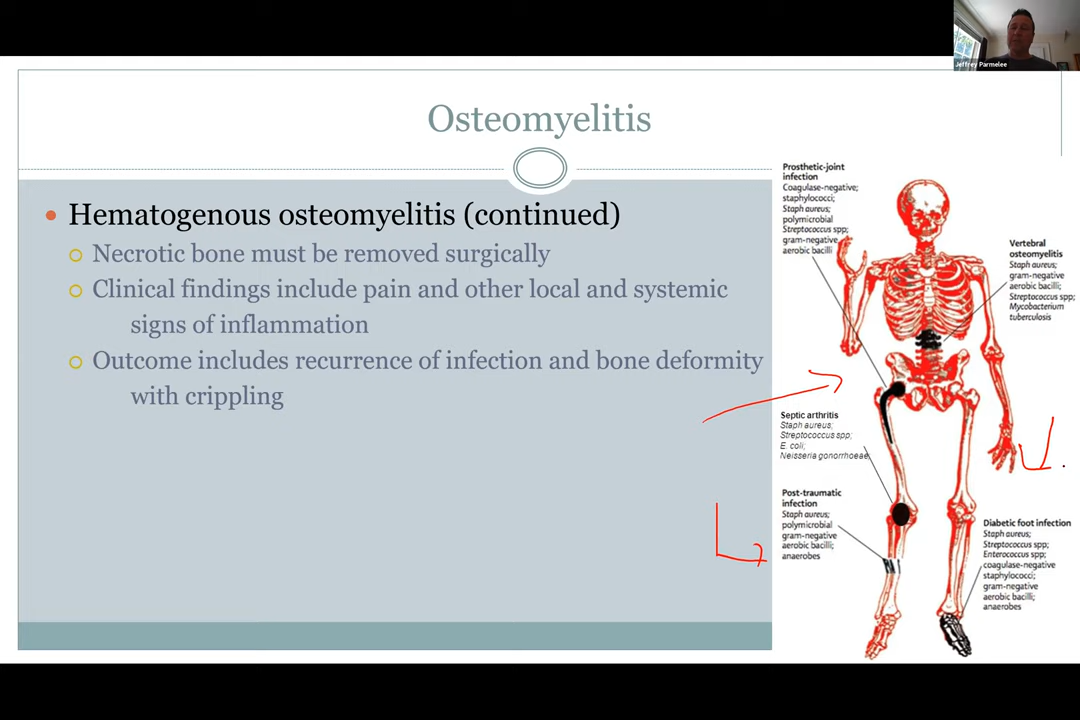 Jeffrey Parmelee
Osteomyelitis
• Hematogenous osteomyelitis (continued)
Necrotic bone must be removed surgically
Clinical findings include pain and other local and systemic
signs of inflammation
Outcome includes recurrence of infection and bone deformity
with crippling
Prosthetic-joint
infection
Coagulase-negative;
staphylococci;
Staph aureus;
polymicrobial
Streptococcus spp;
gram-negative
aerobic bacilli
Vertebral
osteomyelitis
Staph aureus;
gram-negative
aerobic bacilli;
Streptococcus spp;
Mycobacterium
tuberculosis
Septic arthritis
Staph aureus;
Streptococcus spp;
E. coli;
Neisseria gonorrhoeae
Post-traumatic
infection
Staph aureus;
polymicrobial
gram-negative
aerobic bacilli;
anaerobes
Diabetic foot infection
Staph aureus;
Streptococcus spp;
Enterococcus spp;
coagulase-negative
staphylococci;
gram-negative
aerobic bacilli;
anaerobes